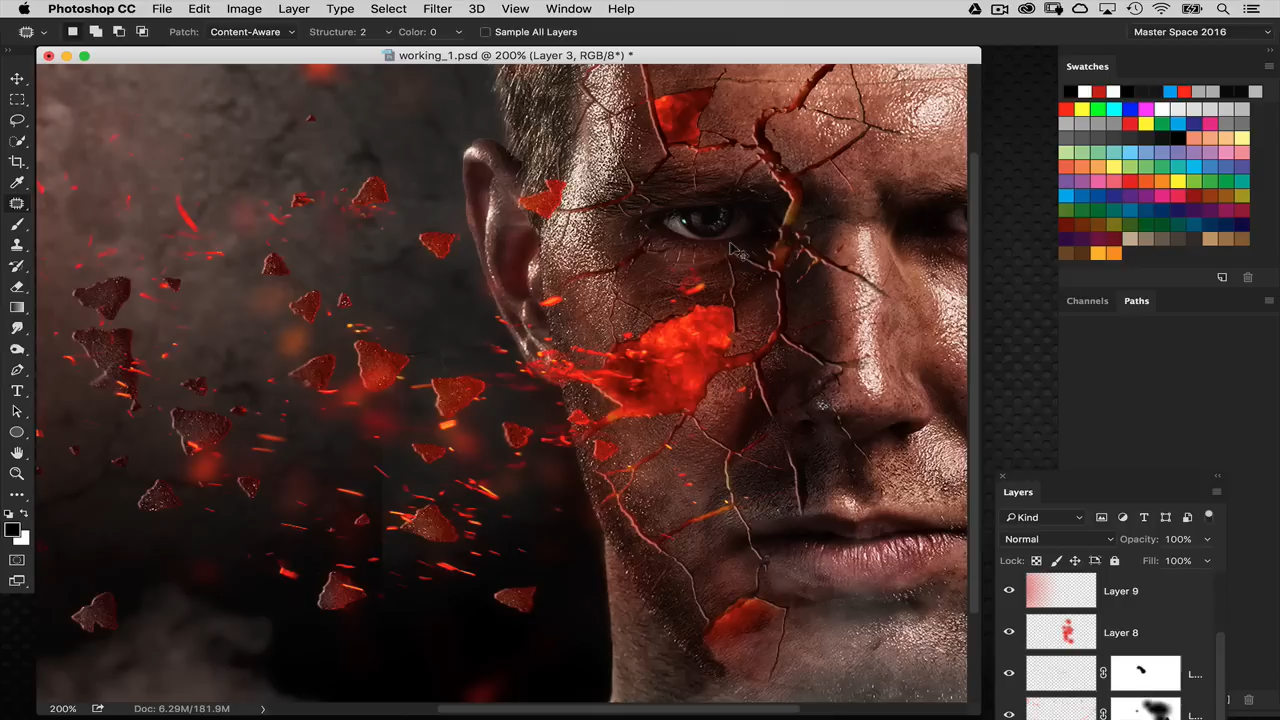 Photoshop CC File Edit Image Layer Type Select Filter 3D View Window Help
Patch: Content-Aware Structure: 2 Color: 0 Sample All Layers Master Space 2016
working_1.psd @ 200% (Layer 3, RGB/8*) *
Swatches
Channels Paths
Layers
Kind
Normal Opacity: 100%
Lock: Fill: 100%
Layer 9
Layer 8
L...
L...
200% Doc: 6.29M/181.9M